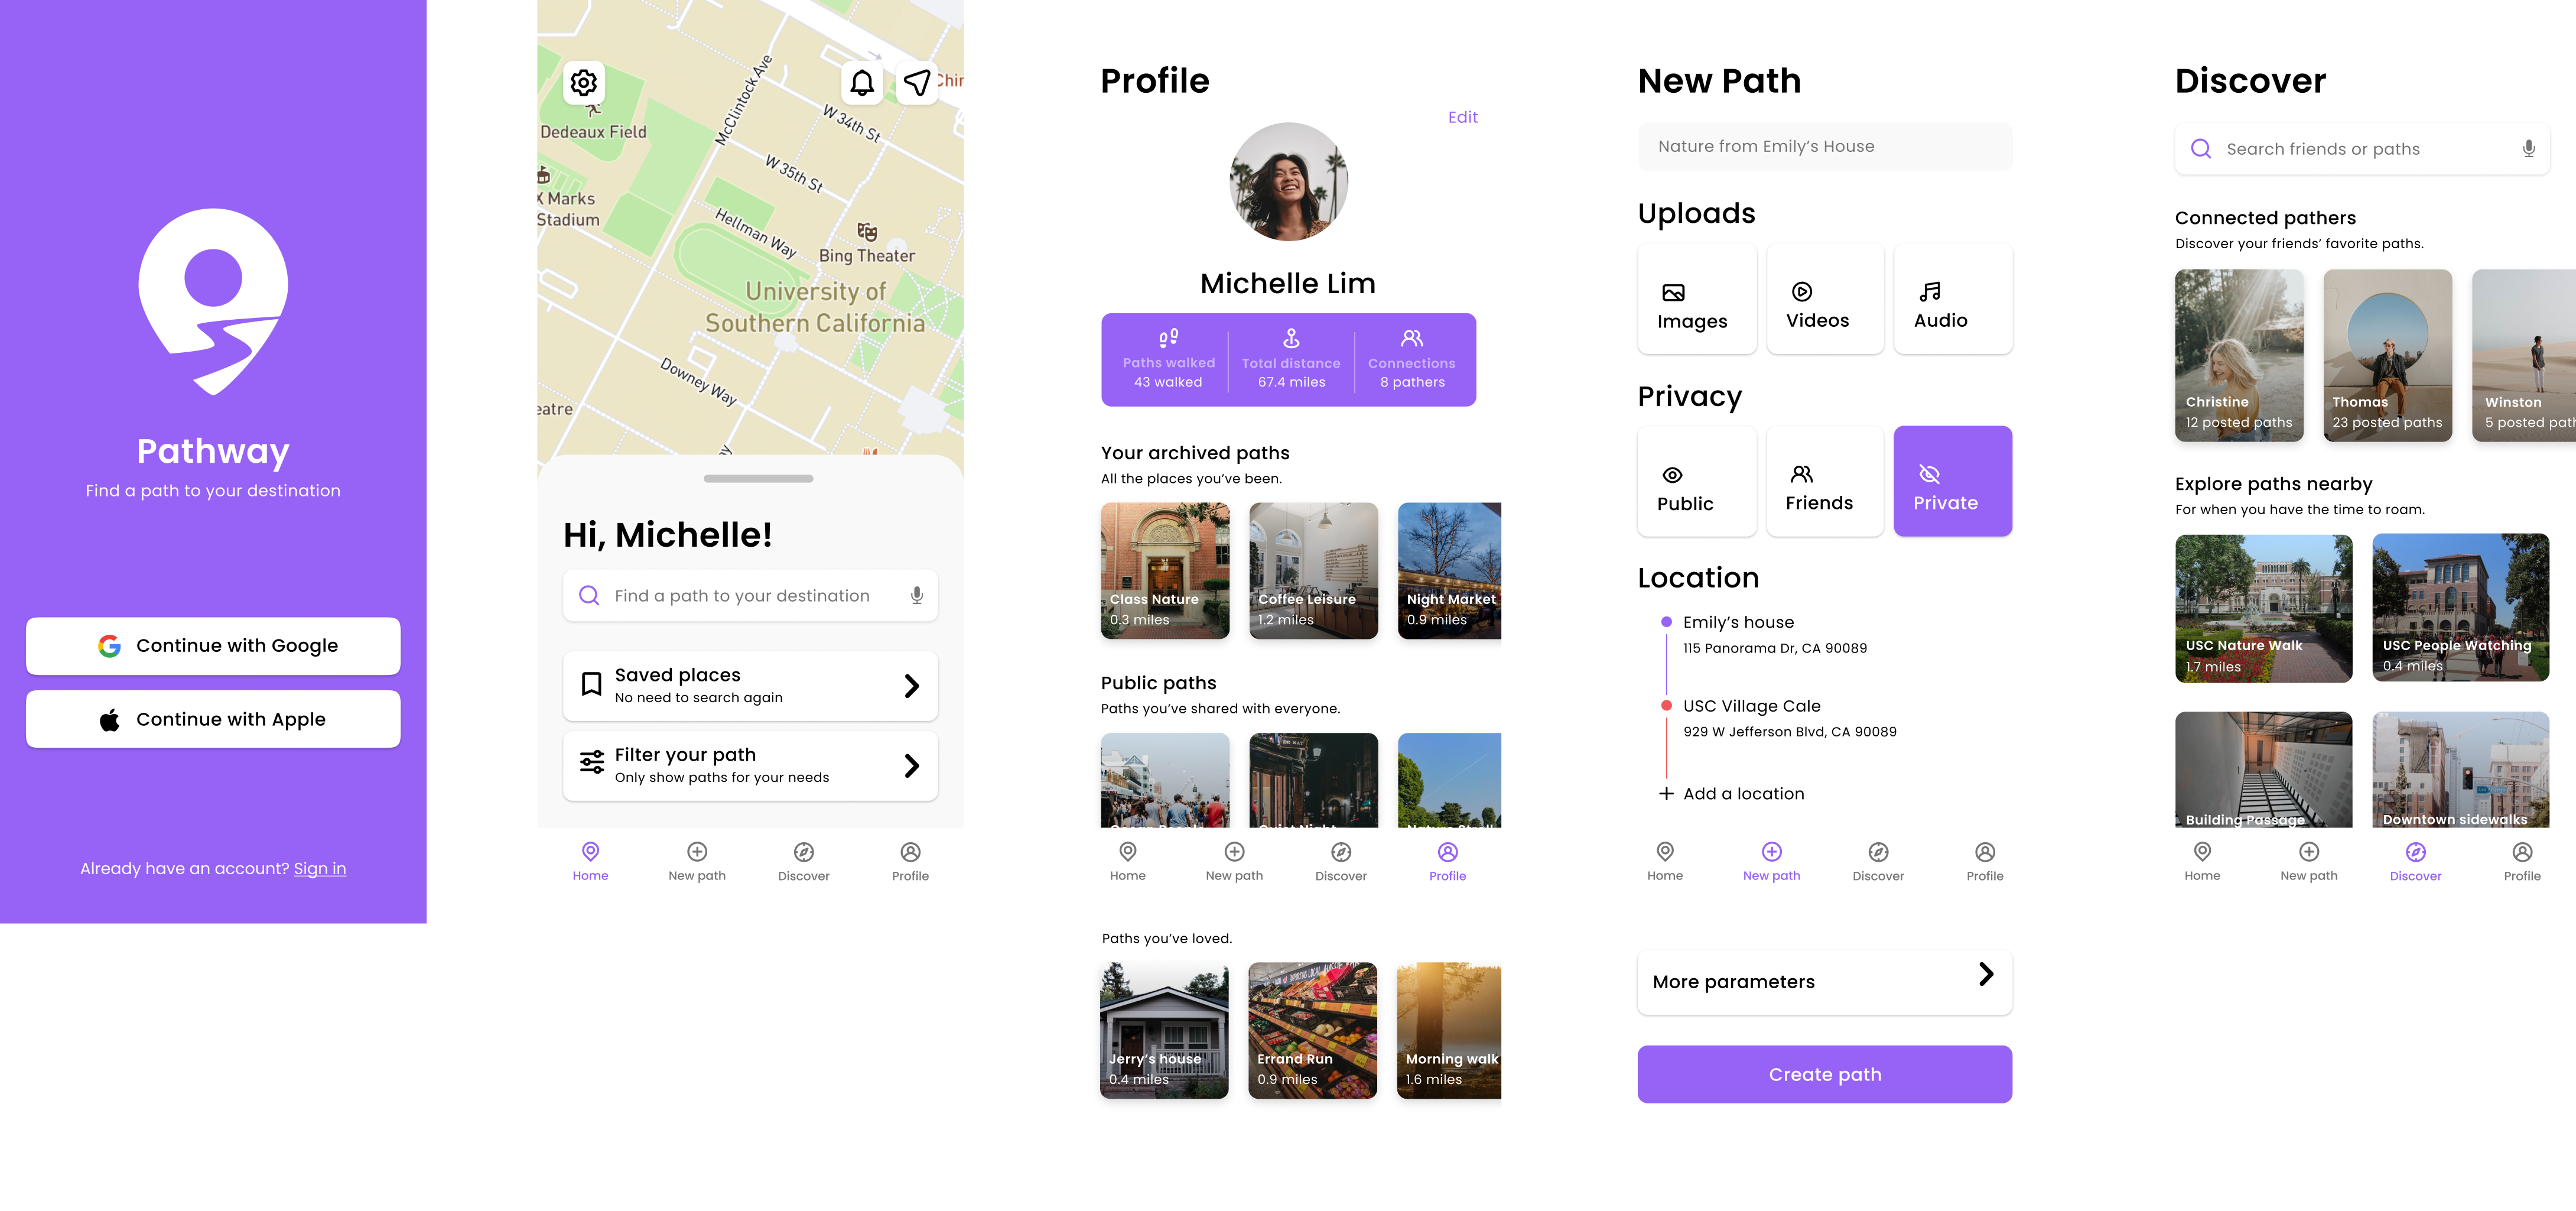 Pathway
Find a path to your destination
Continue with Google
Continue with Apple
Already have an account? Sign in
McClintock Ave
Dedeaux Field
W 34th St
W 35th St
X Marks
Stadium
Hellman Way
Bing Theater
University of
Southern California
Downey Way
eatre
Hi, Michelle!
Find a path to your destination
Saved places
No need to search again
Filter your path
Only show paths for your needs
Home
New path
Discover
Profile
Profile
Edit
Michelle Lim
Paths walked
43 walked
Total distance
67.4 miles
Connections
8 pathers
Your archived paths
All the places you've been.
Class Nature
0.3 miles
Coffee Leisure
1.2 miles
Night Market
0.9 miles
Public paths
Paths you've shared with everyone.
Home
New path
Discover
Profile
Paths you've loved.
Jerry's house
0.4 miles
Errand Run
0.9 miles
Morning walk
1.6 miles
New Path
Nature from Emily's House
Uploads
Images
Videos
Audio
Privacy
Public
Friends
Private
Location
Emily's house
115 Panorama Dr, CA 90089
USC Village Cale
929 W Jefferson Blvd, CA 90089
Add a location
Home
New path
Discover
Profile
More parameters
Create path
Discover
Search friends or paths
Connected pathers
Discover your friends' favorite paths.
Christine
12 posted paths
Thomas
23 posted paths
Winston
5 posted path
Explore paths nearby
For when you have the time to roam.
USC Nature Walk
1.7 miles
USC People Watching
0.4 miles
Building Passage
Downtown sidewalks
Home
New path
Discover
Profile